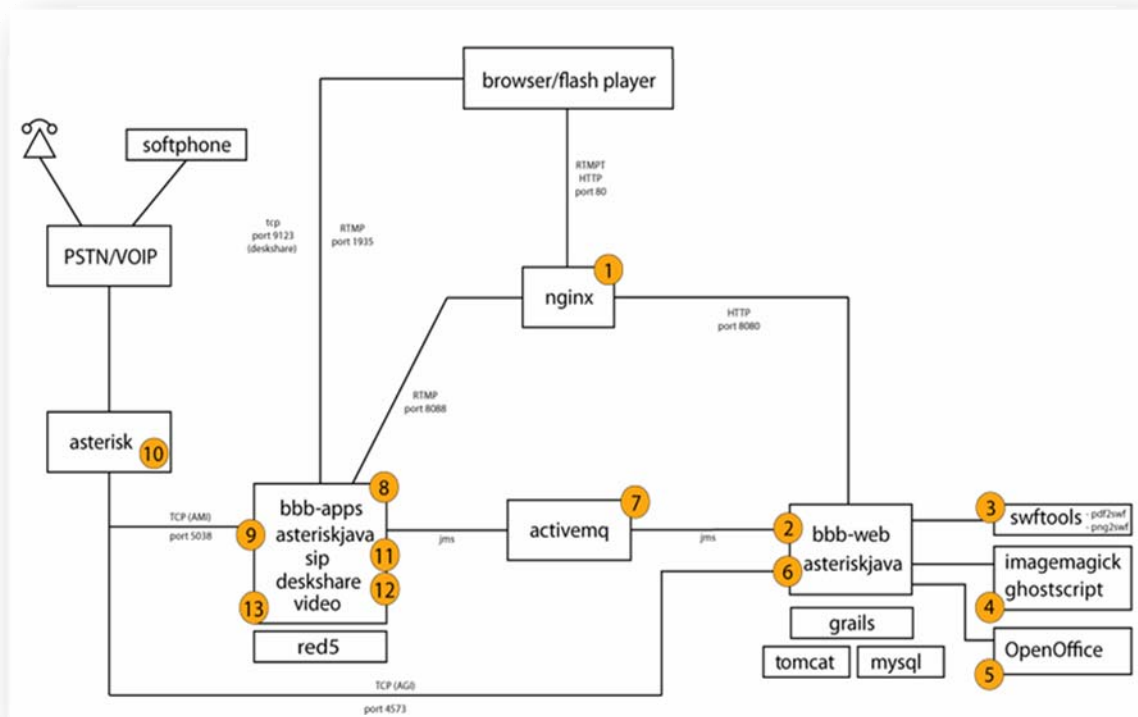 browser/flash player
softphone
RTMPT
HTTP
port 80
tcp
port 9123
(deskshare)
RTMP
port 1935
PSTN/VOIP
1
nginx
HTTP
port 8080
RTMP
port 8088
asterisk
10
8
bbb-apps
asteriskjava
sip
deskshare
video
9
11
12
13
TCP (AMI)
port 5038
jms
7
activemq
jms
2
bbb-web
asteriskjava
6
3
swftools
- pdf2swf
- png2swf
imagemagick
ghostscript
4
OpenOffice
5
red5
grails
tomcat
mysql
TCP (AGI)
port 4573